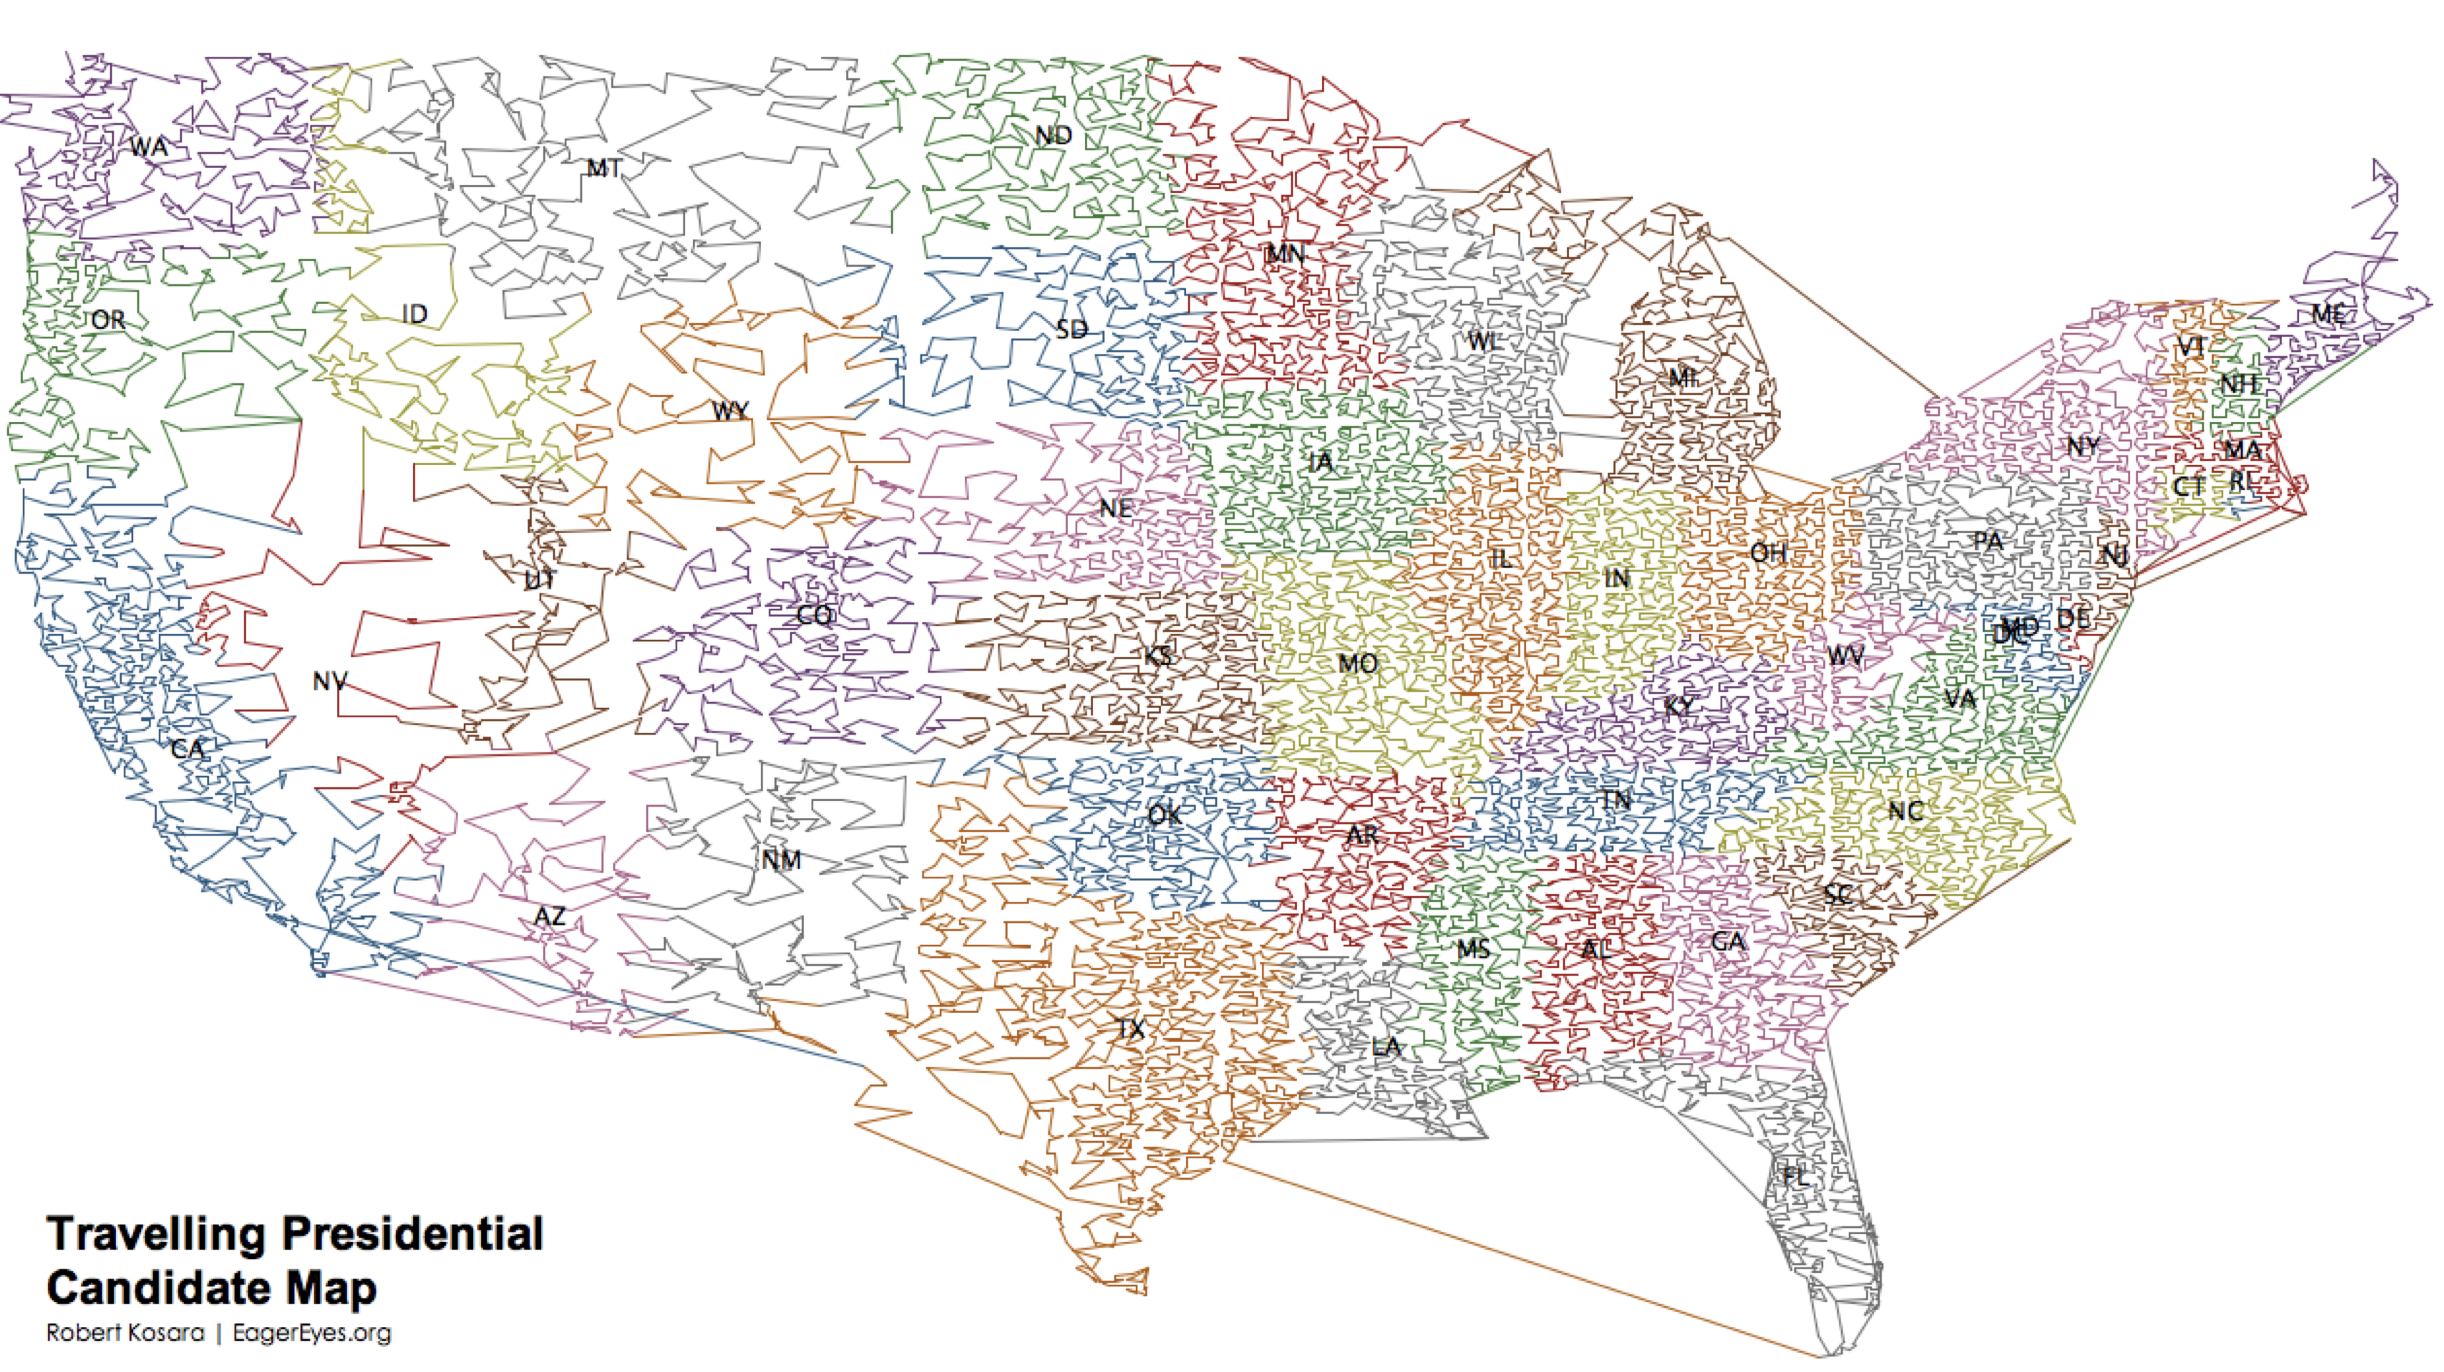 WA
ND
MT
MN
ME
OR
ID
SD
WI
VT
MI
NH
WY
NY
MA
IA
RI
CT
NE
PA
OH
IL
NJ
IN
UT
CO
DE
MD
DC
KS
WV
MO
NV
VA
KY
CA
TN
NC
OK
AR
NM
SC
AZ
GA
MS
AL
TX
LA
FL
Travelling Presidential
Candidate Map
Robert Kosara | EagerEyes.org